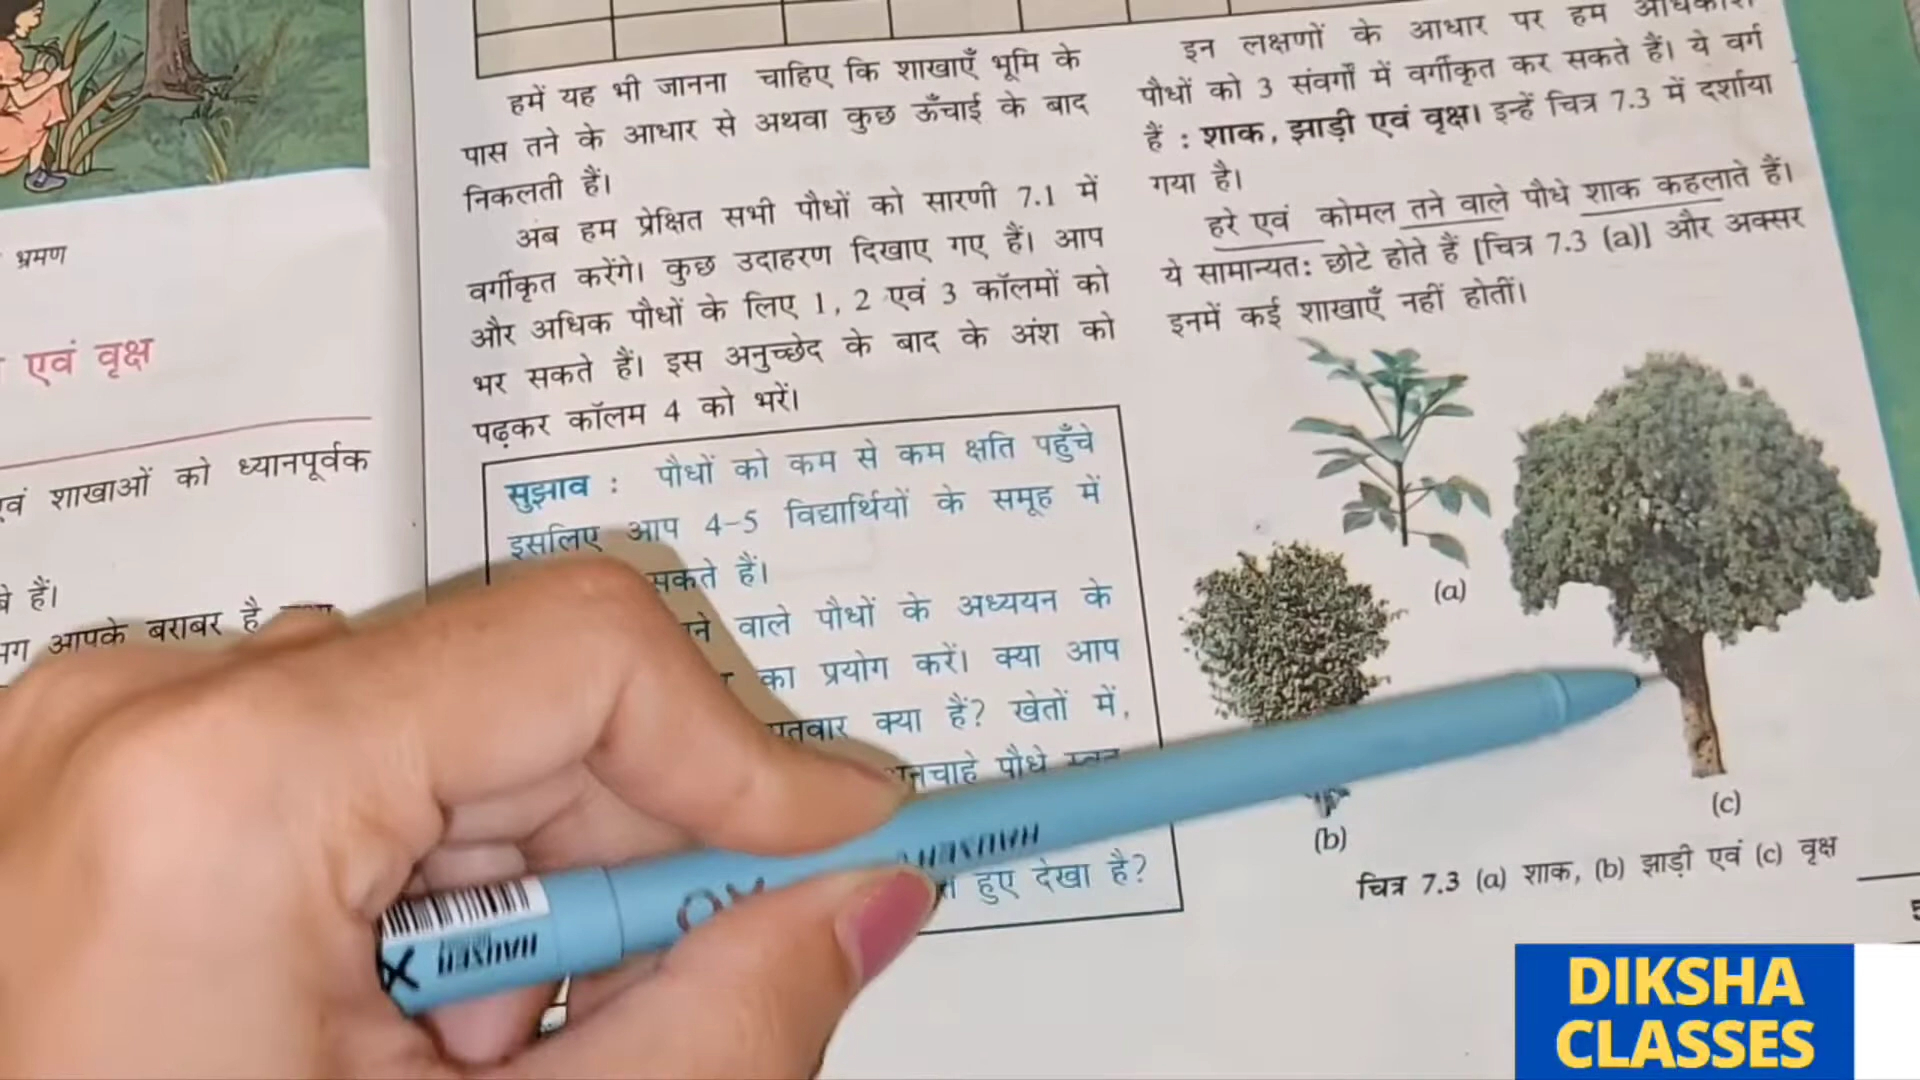 भ्रमण
एवं वृक्ष
शाखाओं को ध्यानपूर्वक
हैं।
आपके बराबर है
हमें यह भी जानना चाहिए कि शाखाएँ भूमि के
पास तने के आधार से अथवा कुछ ऊँचाई के बाद
निकलती हैं।
अब हम प्रेक्षित सभी पौधों को सारणी 7.1 में
वर्गीकृत करेंगे। कुछ उदाहरण दिखाए गए हैं। आप
और अधिक पौधों के लिए 1, 2 एवं 3 कॉलमों को
भर सकते हैं। इस अनुच्छेद के बाद के अंश को
पढ़कर कॉलम 4 को भरें।
सुझाव : पौधों को कम से कम क्षति पहुँचे
इसलिए आप 4-5 विद्यार्थियों के समूह में
सकते हैं।
वाले पौधों के अध्ययन के
का प्रयोग करें। क्या आप
क्या हैं? खेतों में,
पौधे
हुए देखा है?
इन लक्षणों के आधार पर हम
पौधों को 3 संवर्गों में वर्गीकृत कर सकते हैं। ये वर्ग
हैं : शाक, झाड़ी एवं वृक्ष। इन्हें चित्र 7.3 में दर्शाया
गया है।
हरे एवं कोमल तने वाले पौधे शाक कहलाते हैं।
ये सामान्यत: छोटे होते हैं [चित्र 7.3 (a)] और अक्सर
इनमें कई शाखाएँ नहीं होतीं।
(a)
(b)
(c)
चित्र 7.3 (a) शाक, (b) झाड़ी एवं (c) वृक्ष
HAUSER
HAUSER
DIKSHA
CLASSES